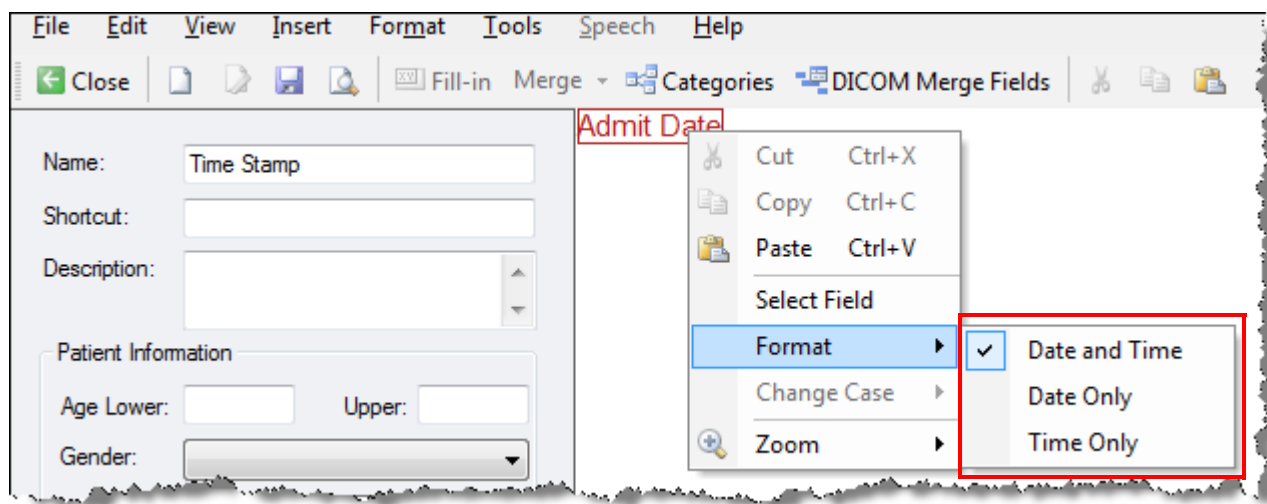 File Edit View Insert Format Tools Speech Help
Close Fill-in Merge Categories DICOM Merge Fields
Admit Date
Name: Time Stamp
Shortcut:
Description:
Patient Information
Age Lower: Upper:
Gender:
Cut Ctrl+X
Copy Ctrl+C
Paste Ctrl+V
Select Field
Format
Change Case
Zoom
Date and Time
Date Only
Time Only